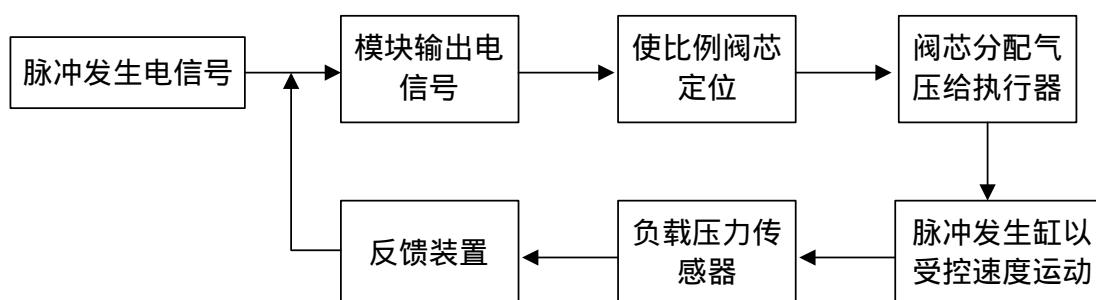 脉冲发生电信号
模块输出电
信号
使比例阀芯
定位
阀芯分配气
压给执行器
反馈装置
负载压力传
感器
脉冲发生缸以
受控速度运动